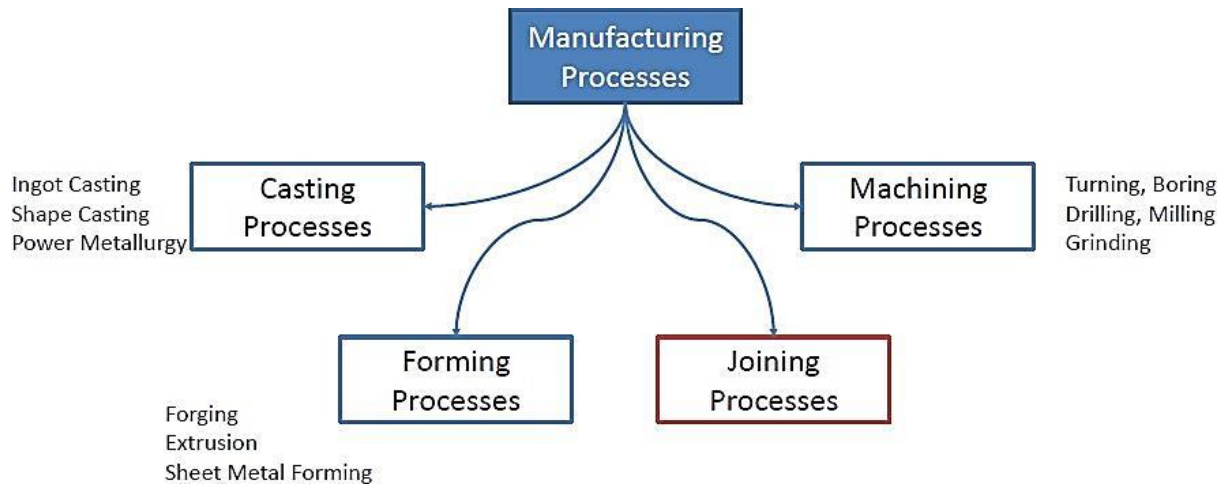 Manufacturing
Processes
Ingot Casting
Shape Casting
Power Metallurgy
Casting
Processes
Machining
Processes
Turning, Boring
Drilling, Milling
Grinding
Forming
Processes
Joining
Processes
Forging
Extrusion
Sheet Metal Forming